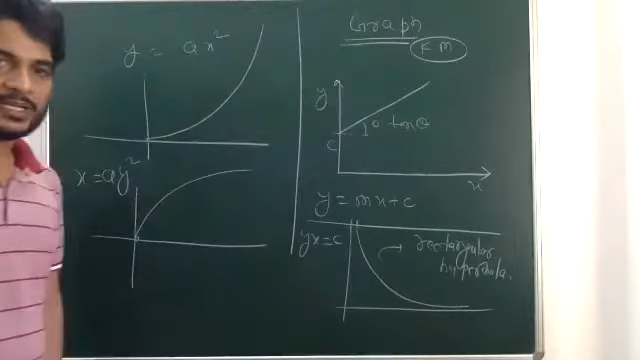 y = ax²
x = ay²
Graph
KM
y
θ tanθ
c
x
y = mx + c
yx = c
→ rectangular
hyperbola.